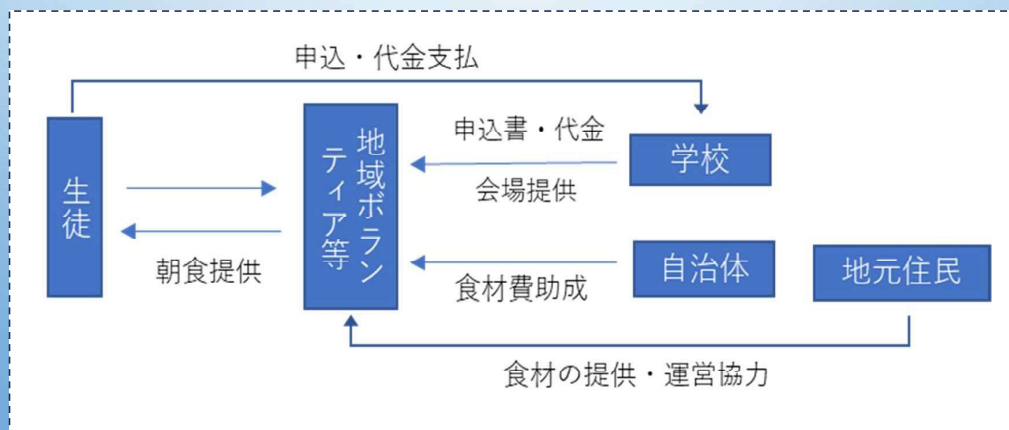 申込・代金支払
生徒
地域ボラン
ティア等
申込書・代金
学校
会場提供
朝食提供
自治体
地元住民
食材費助成
食材の提供・運営協力